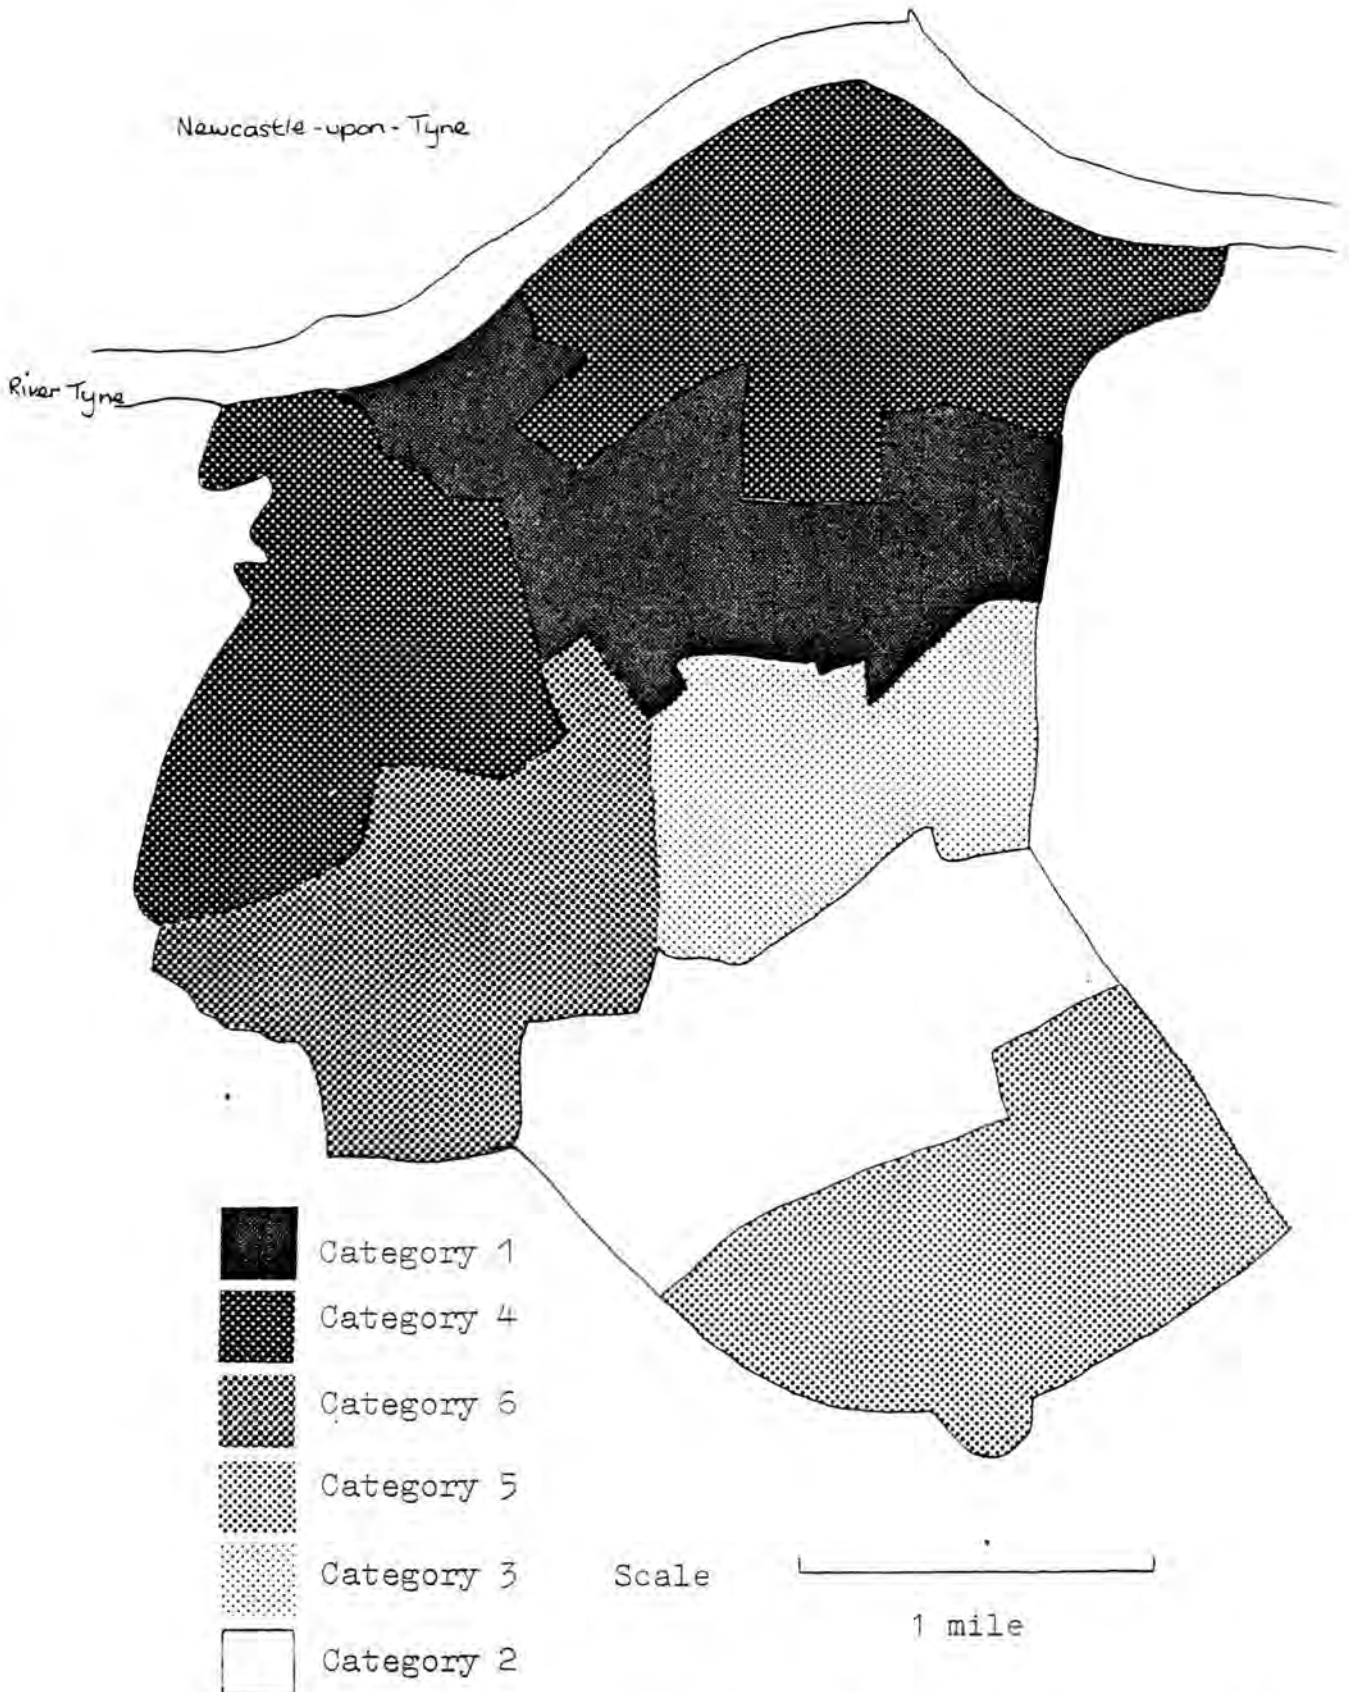 Newcastle-upon-Tyne
River Tyne
Category 1
Category 4
Category 6
Category 5
Category 3
Category 2
Scale
1 mile